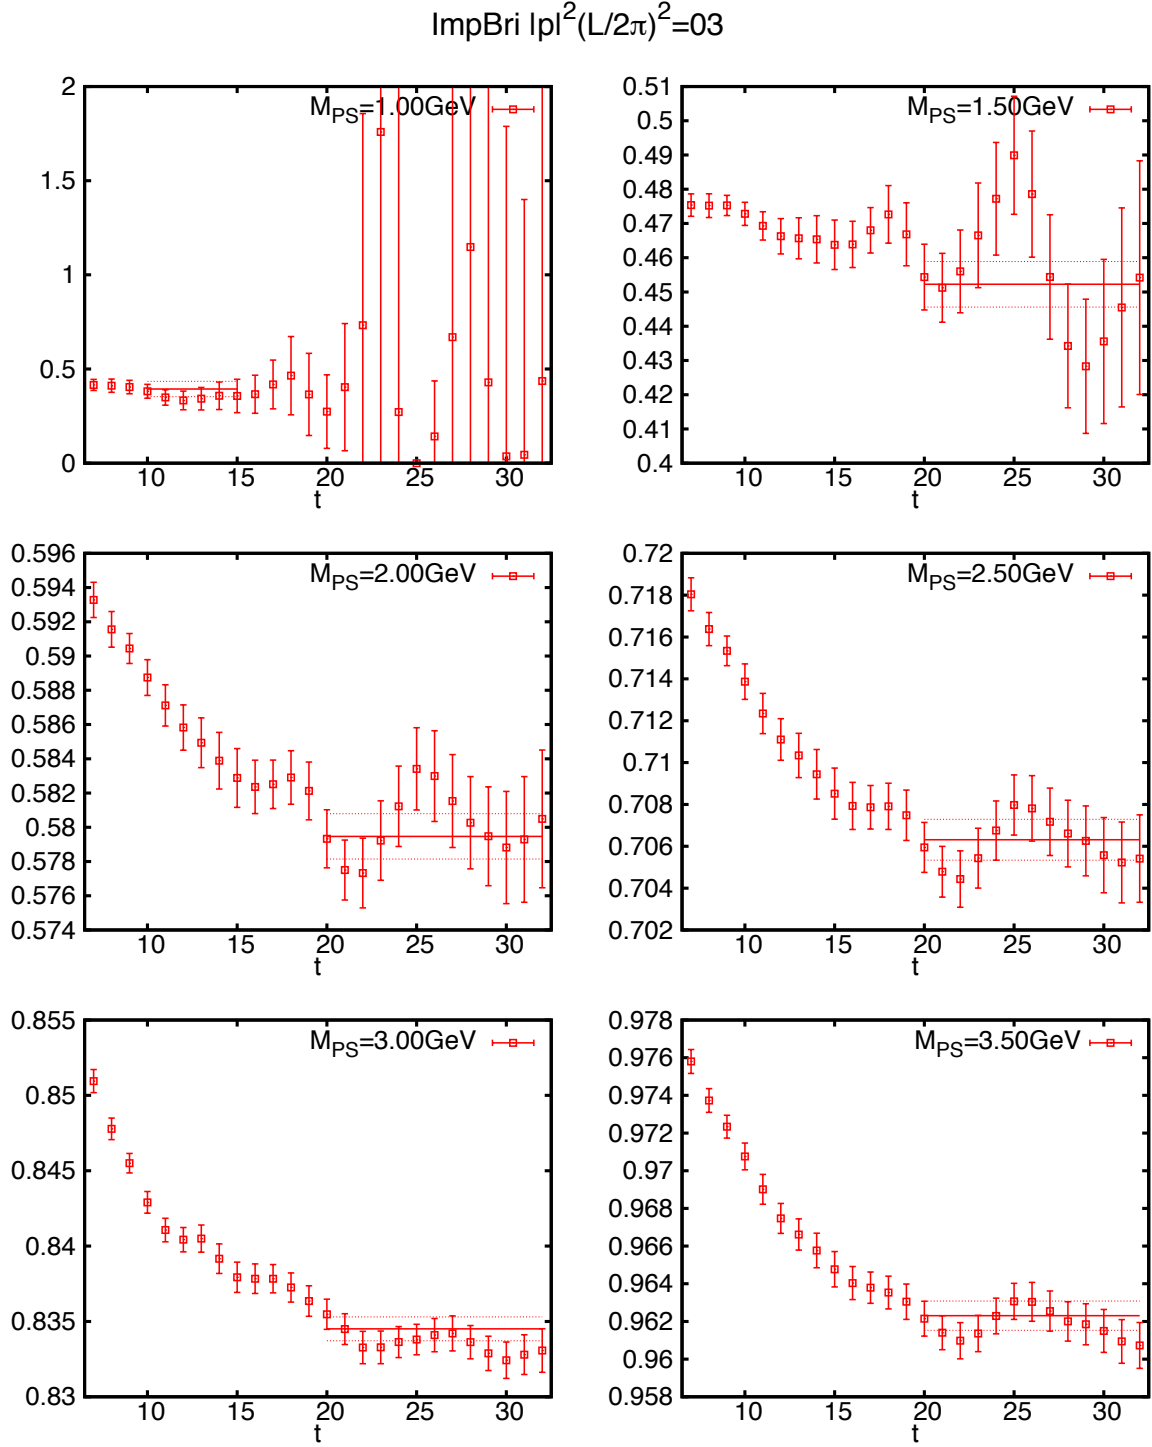 ImpBri |p|²(L/2π)²=03
M_PS=1.00GeV
2
1.5
1
0.5
0
10 15 20 25 30
t
M_PS=1.50GeV
0.51
0.5
0.49
0.48
0.47
0.46
0.45
0.44
0.43
0.42
0.41
0.4
10 15 20 25 30
t
M_PS=2.00GeV
0.596
0.594
0.592
0.59
0.588
0.586
0.584
0.582
0.58
0.578
0.576
0.574
10 15 20 25 30
t
M_PS=2.50GeV
0.72
0.718
0.716
0.714
0.712
0.71
0.708
0.706
0.704
0.702
10 15 20 25 30
t
M_PS=3.00GeV
0.855
0.85
0.845
0.84
0.835
0.83
10 15 20 25 30
t
M_PS=3.50GeV
0.978
0.976
0.974
0.972
0.97
0.968
0.966
0.964
0.962
0.96
0.958
10 15 20 25 30
t